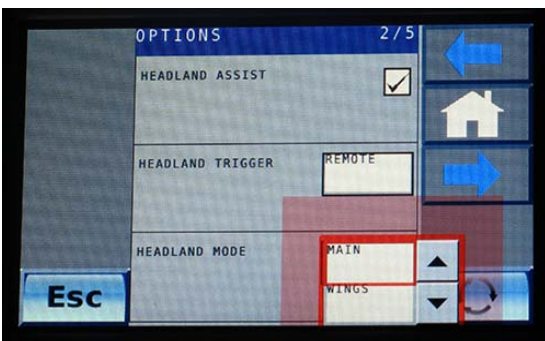 OPTIONS 2/5
HEADLAND ASSIST
HEADLAND TRIGGER REMOTE
HEADLAND MODE MAIN
WINGS
Esc